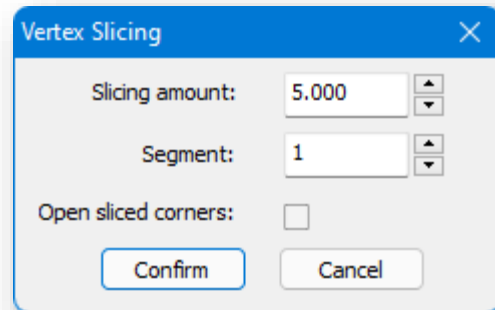 Vertex Slicing
Slicing amount: 5.000
Segment: 1
Open sliced corners:
Confirm Cancel